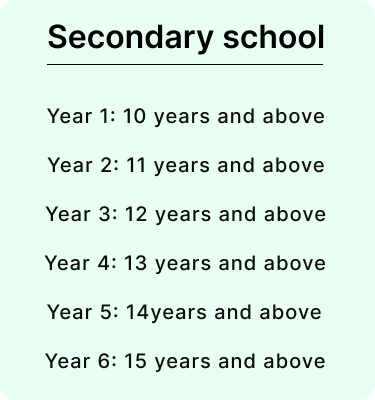 Secondary school
Year 1: 10 years and above
Year 2: 11 years and above
Year 3: 12 years and above
Year 4: 13 years and above
Year 5: 14years and above
Year 6: 15 years and above